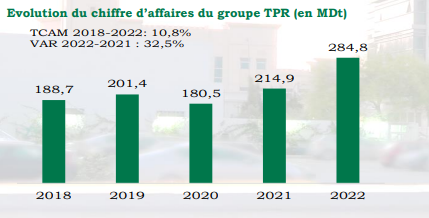 Evolution du chiffre d'affaires du groupe TPR (en MDt)
TCAM 2018-2022: 10,8%
VAR 2022-2021 : 32,5%
284,8
214,9
201,4
188,7
180,5
2018 2019 2020 2021 2022